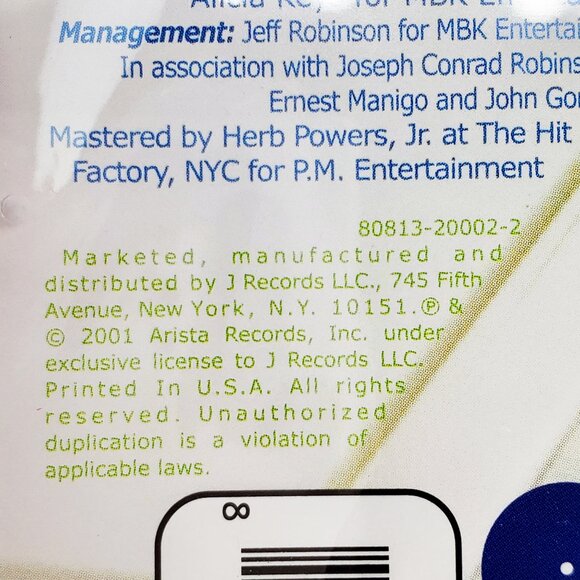 for MBK
Management: Jeff Robinson for MBK
In association with Joseph Conrad
Ernest Manigo and John
Mastered by Herb Powers, Jr. at The Hit
Factory, NYC for P.M. Entertainment
80813-20002-2
Marketed, manufactured and
distributed by J Records LLC., 745 Fifth
Avenue, New York, N.Y. 10151. ℗ &
© 2001 Arista Records, Inc. under
exclusive license to J Records LLC.
Printed In U.S.A. All rights
reserved. Unauthorized
duplication is a violation of
applicable laws.
8